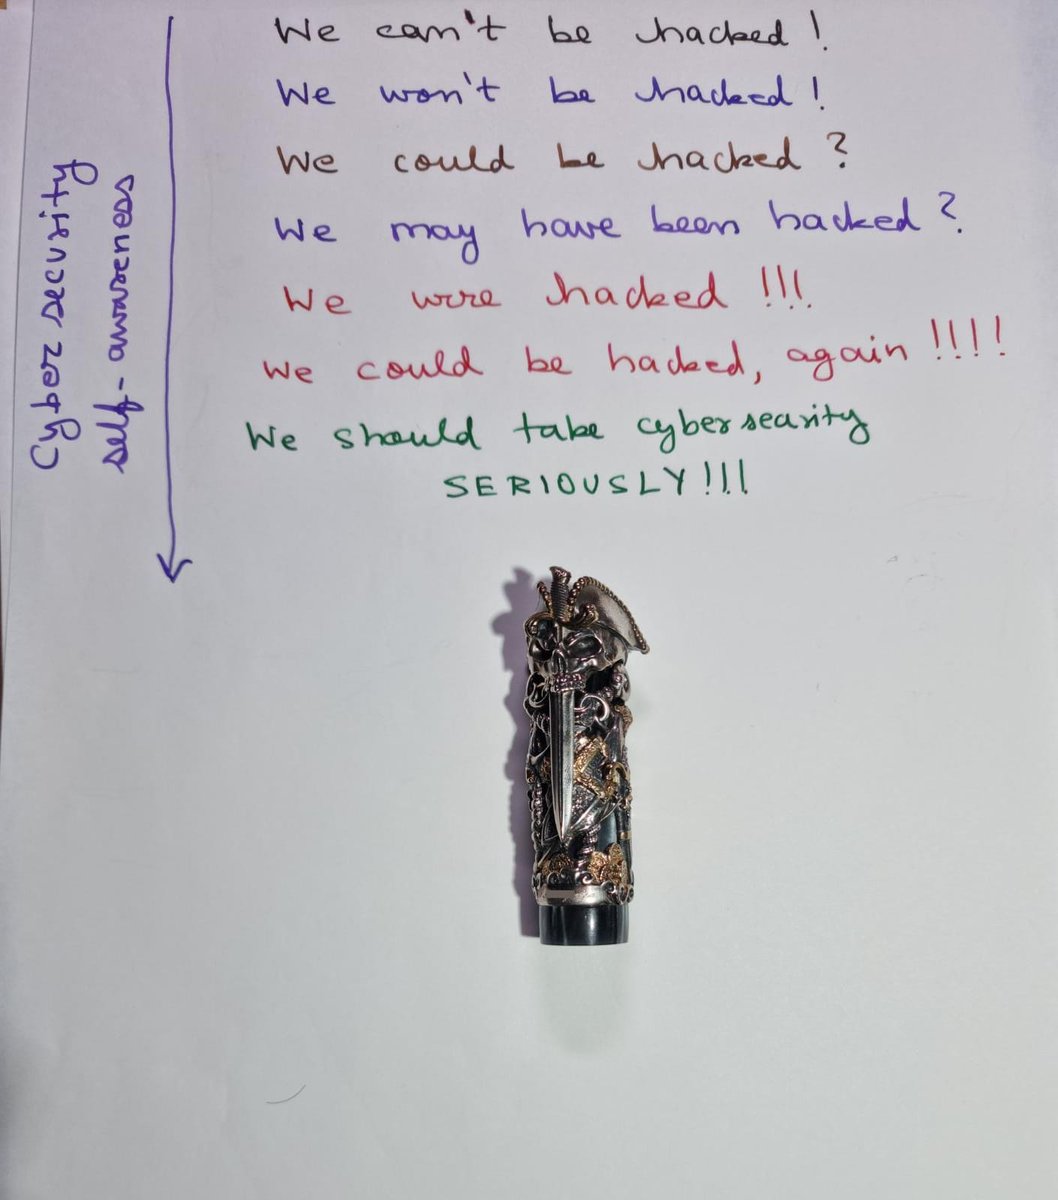 We can't be hacked!
We won't be hacked!
We could be hacked?
We may have been hacked?
We were hacked!!!
We could be hacked, again!!!!
We should take cybersecurity
SERIOUSLY!!!
Cyber security
self-awareness